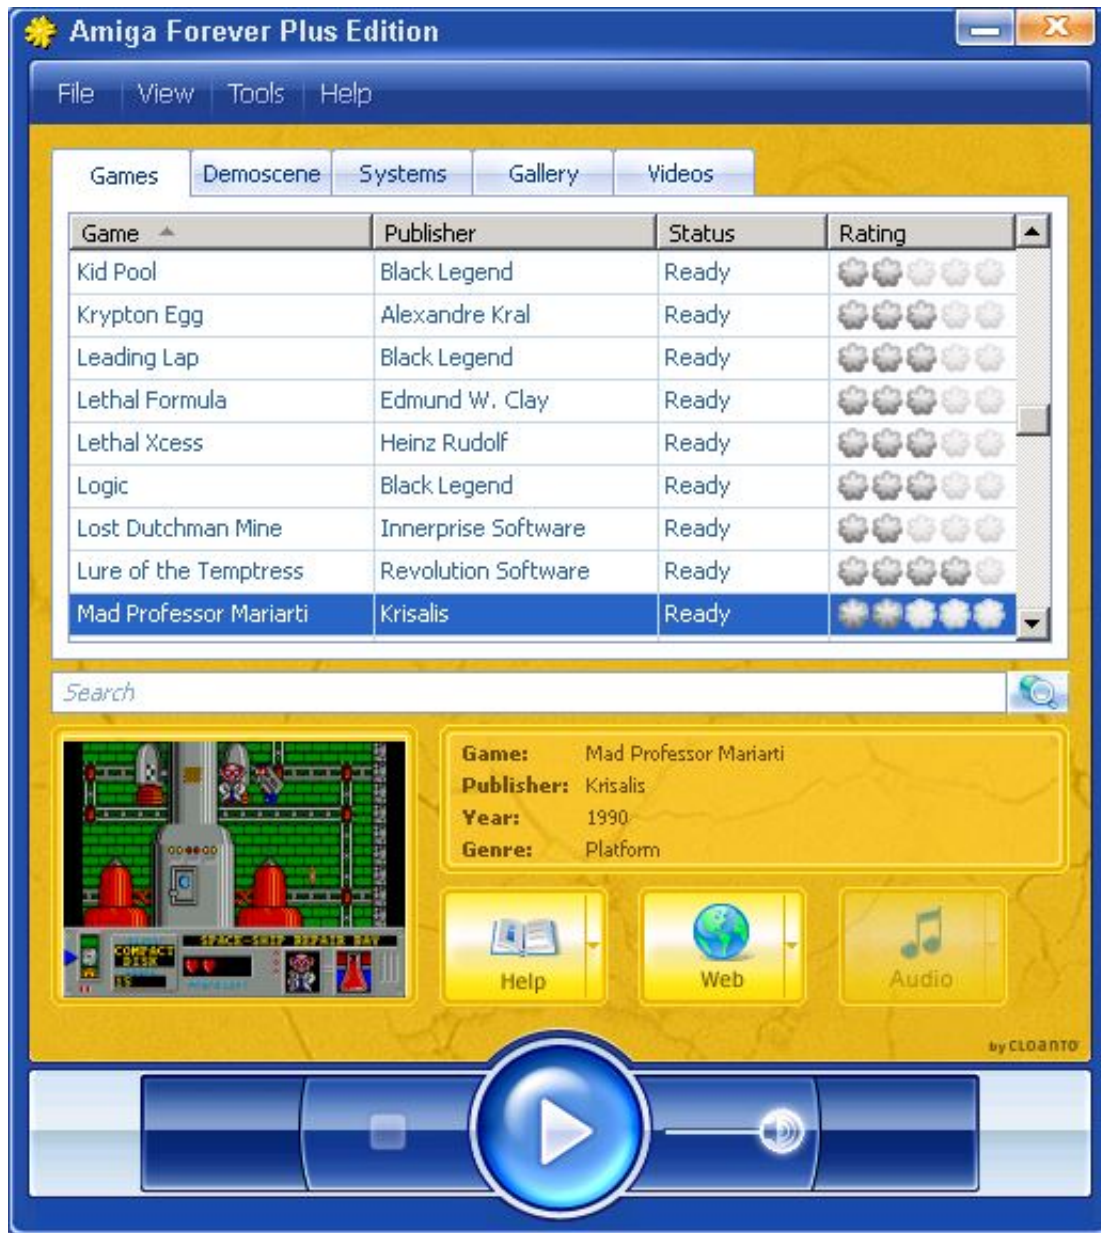 Amiga Forever Plus Edition
File View Tools Help
Games Demoscene Systems Gallery Videos
Game Publisher Status Rating
Kid Pool Black Legend Ready
Krypton Egg Alexandre Kral Ready
Leading Lap Black Legend Ready
Lethal Formula Edmund W. Clay Ready
Lethal Xcess Heinz Rudolf Ready
Logic Black Legend Ready
Lost Dutchman Mine Innerprise Software Ready
Lure of the Temptress Revolution Software Ready
Mad Professor Mariarti Krisalis Ready
Search
Game: Mad Professor Mariarti
Publisher: Krisalis
Year: 1990
Genre: Platform
SPACE-SHIP REPAIR BAY
COMPACT
DISK
15
Help Web Audio
by CLOANTO